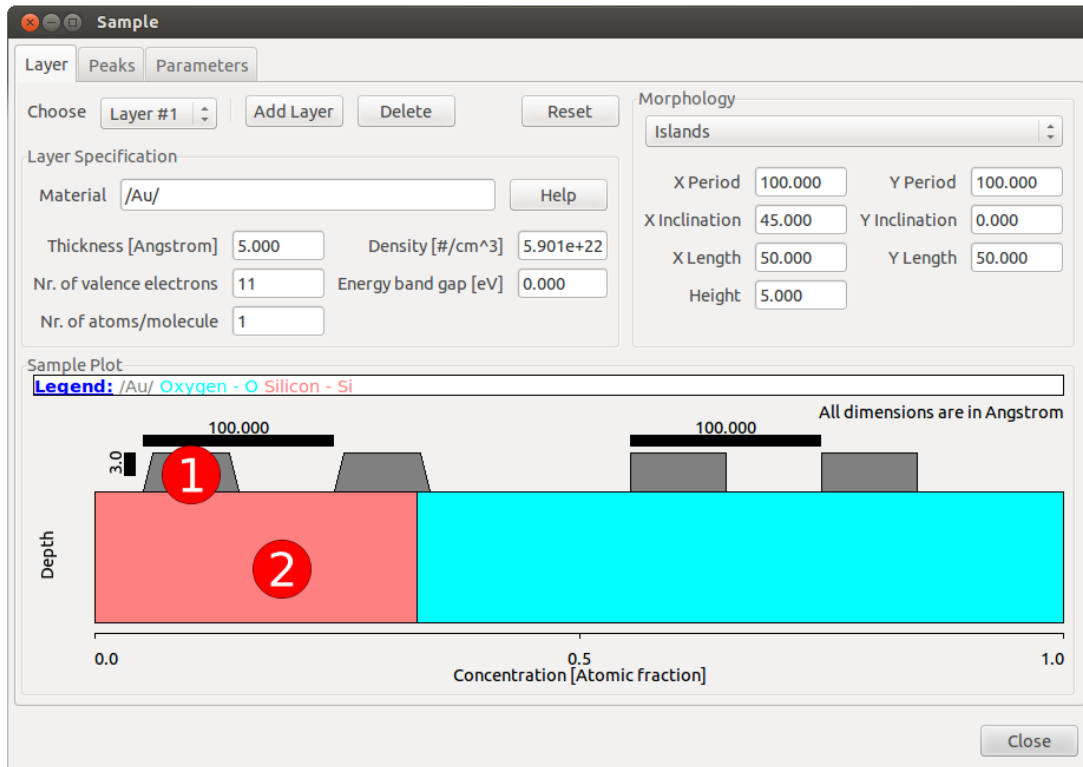 Sample
Layer Peaks Parameters
Choose Layer #1 Add Layer Delete Reset
Layer Specification
Material /Au/ Help
Thickness [Angstrom] 5.000 Density [#/cm^3] 5.901e+22
Nr. of valence electrons 11 Energy band gap [eV] 0.000
Nr. of atoms/molecule 1
Morphology
Islands
X Period 100.000 Y Period 100.000
X Inclination 45.000 Y Inclination 0.000
X Length 50.000 Y Length 50.000
Height 5.000
Sample Plot
Legend: /Au/ Oxygen - O Silicon - Si
All dimensions are in Angstrom
100.000 100.000
3.0
1
2
Depth
0.0 0.5 1.0
Concentration [Atomic fraction]
Close